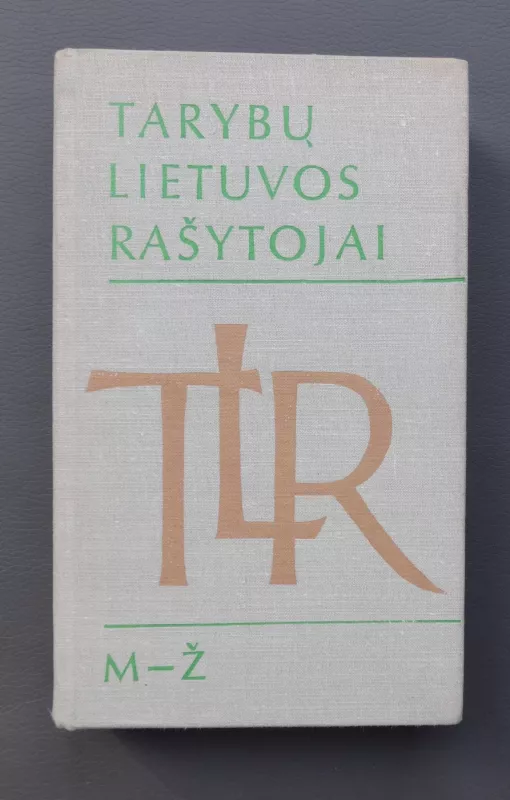 TARYBŲ
LIETUVOS
RAŠYTOJAI
TLR
M–Ž